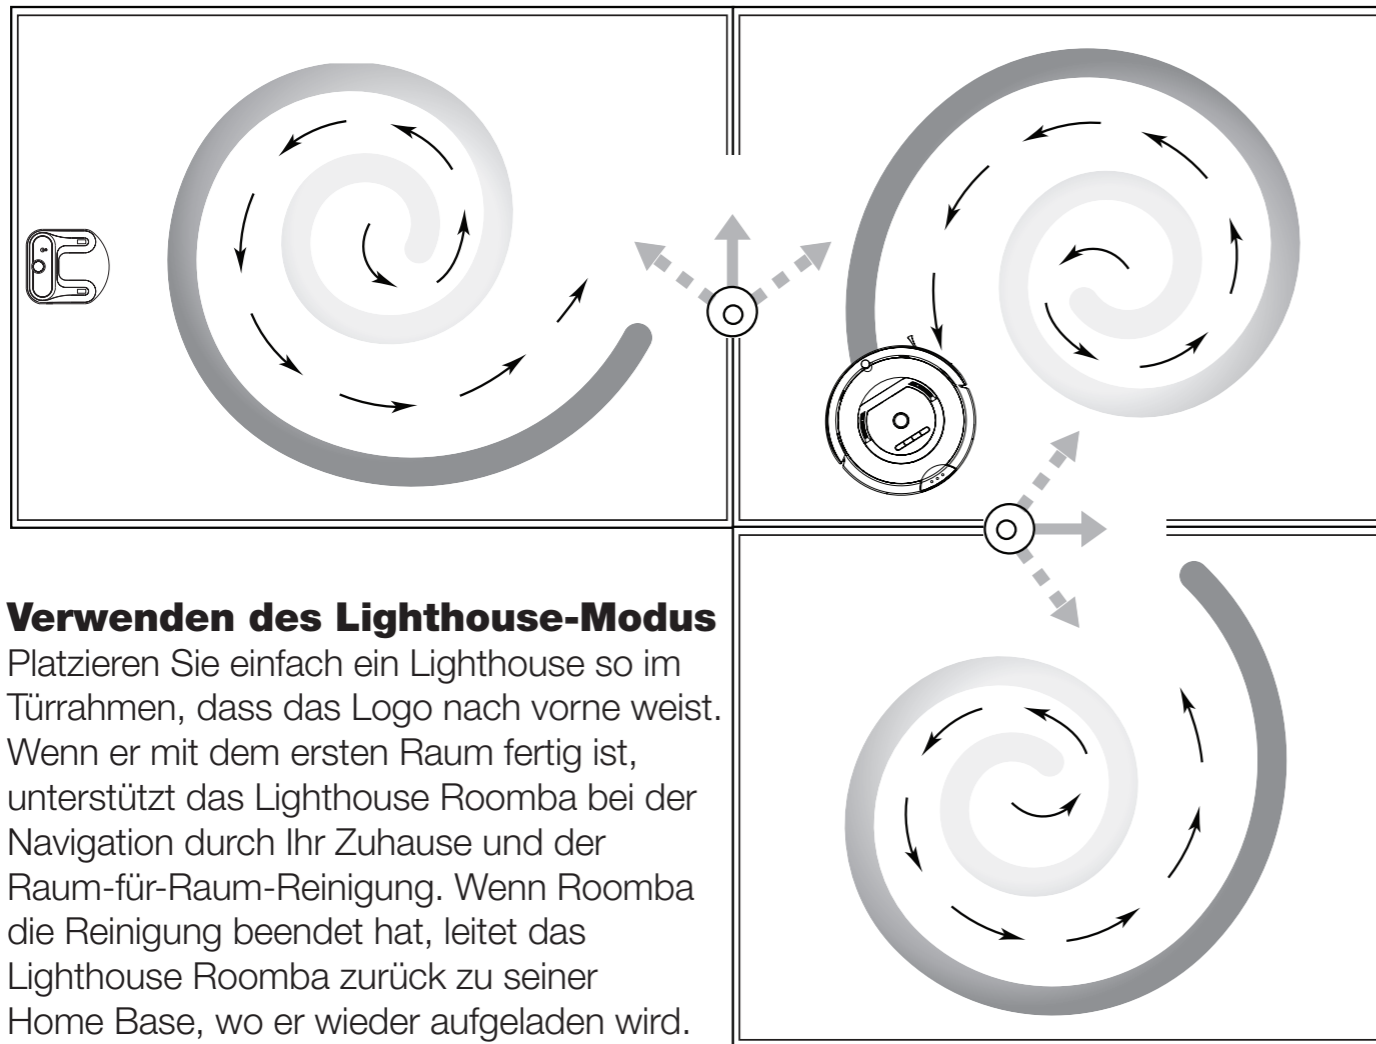 Verwenden des Lighthouse-Modus
Platzieren Sie einfach ein Lighthouse so im
Türrahmen, dass das Logo nach vorne weist.
Wenn er mit dem ersten Raum fertig ist,
unterstützt das Lighthouse Roomba bei der
Navigation durch Ihr Zuhause und der
Raum-für-Raum-Reinigung. Wenn Roomba
die Reinigung beendet hat, leitet das
Lighthouse Roomba zurück zu seiner
Home Base, wo er wieder aufgeladen wird.